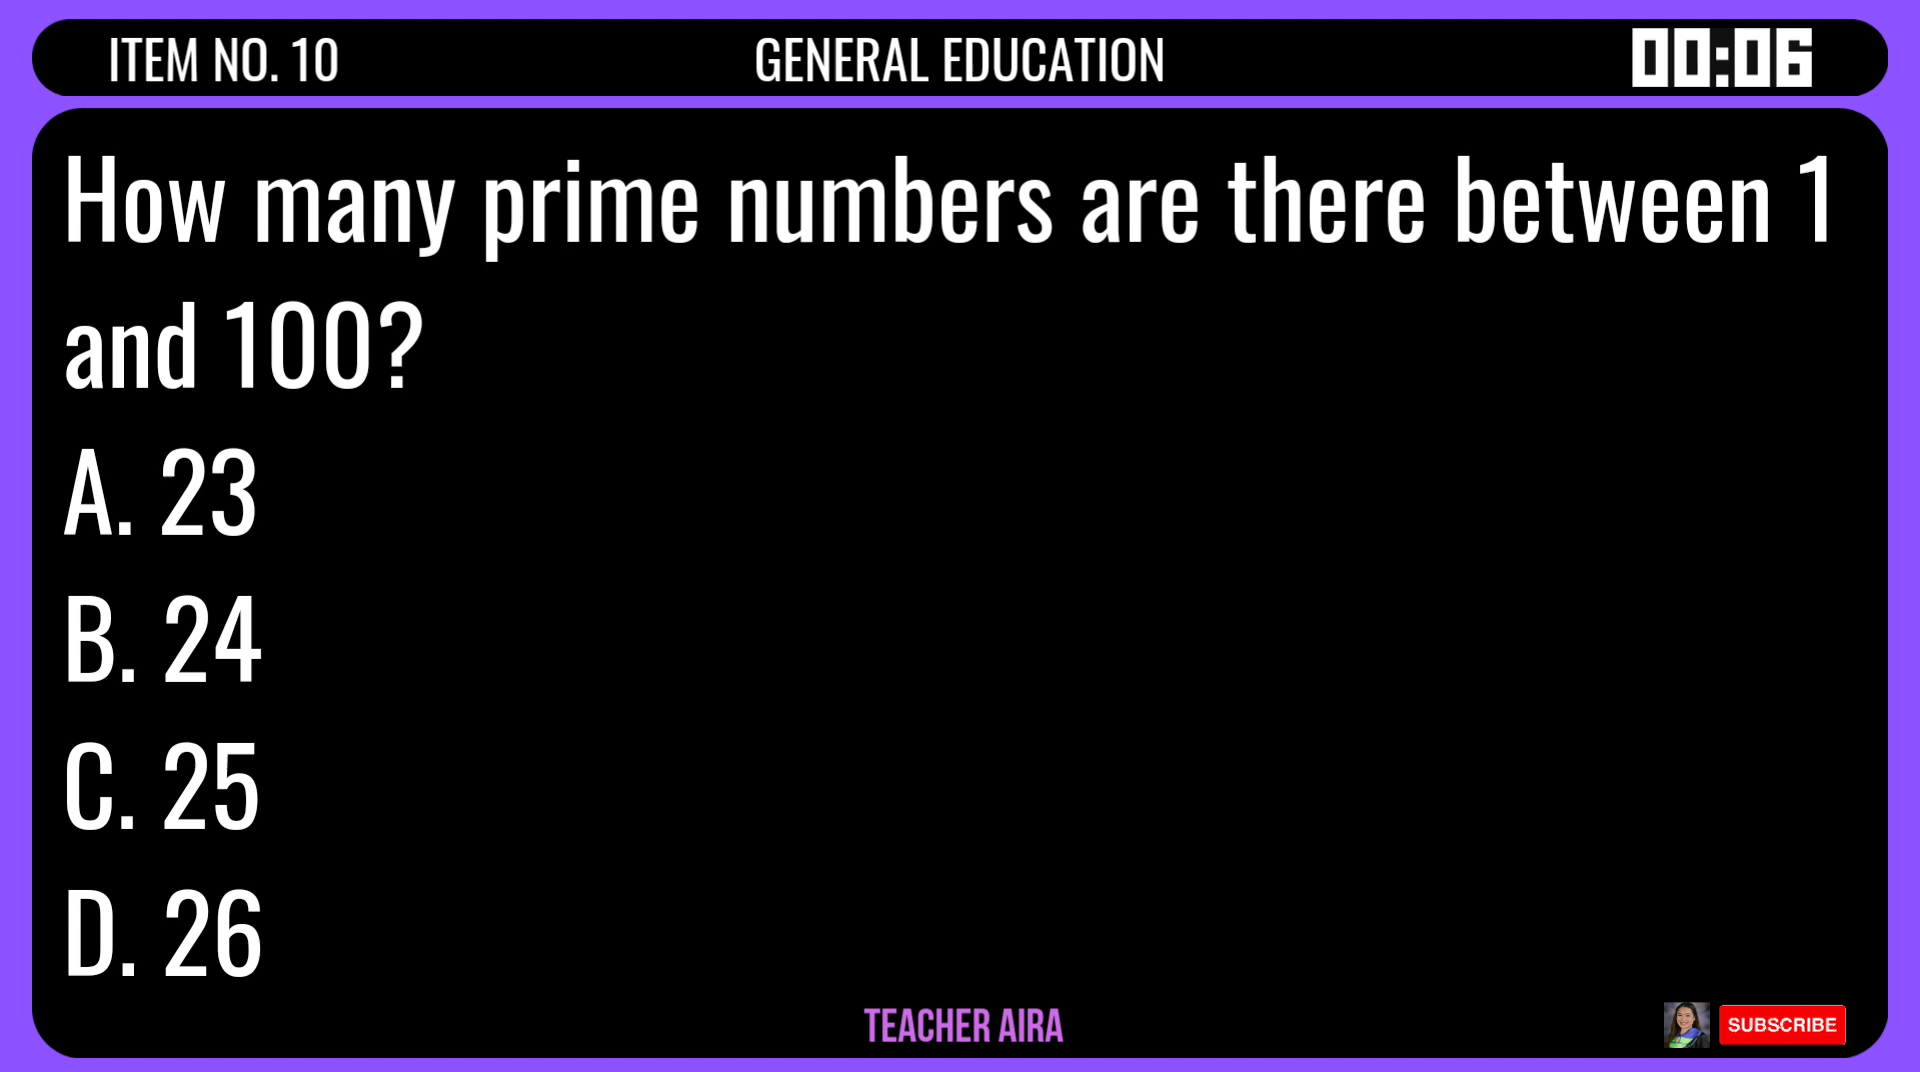 ITEM NO. 10
GENERAL EDUCATION
00:06
How many prime numbers are there between 1
and 100?
A. 23
B. 24
C. 25
D. 26
TEACHER AIRA
SUBSCRIBE